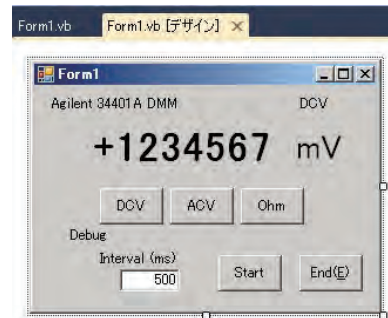 Form1.vb Form1.vb [デザイン]
Form1
Agilent 34401A DMM DCV
+1234567 mV
DCV ACV Ohm
Debug
Interval (ms)
500 Start End(E)